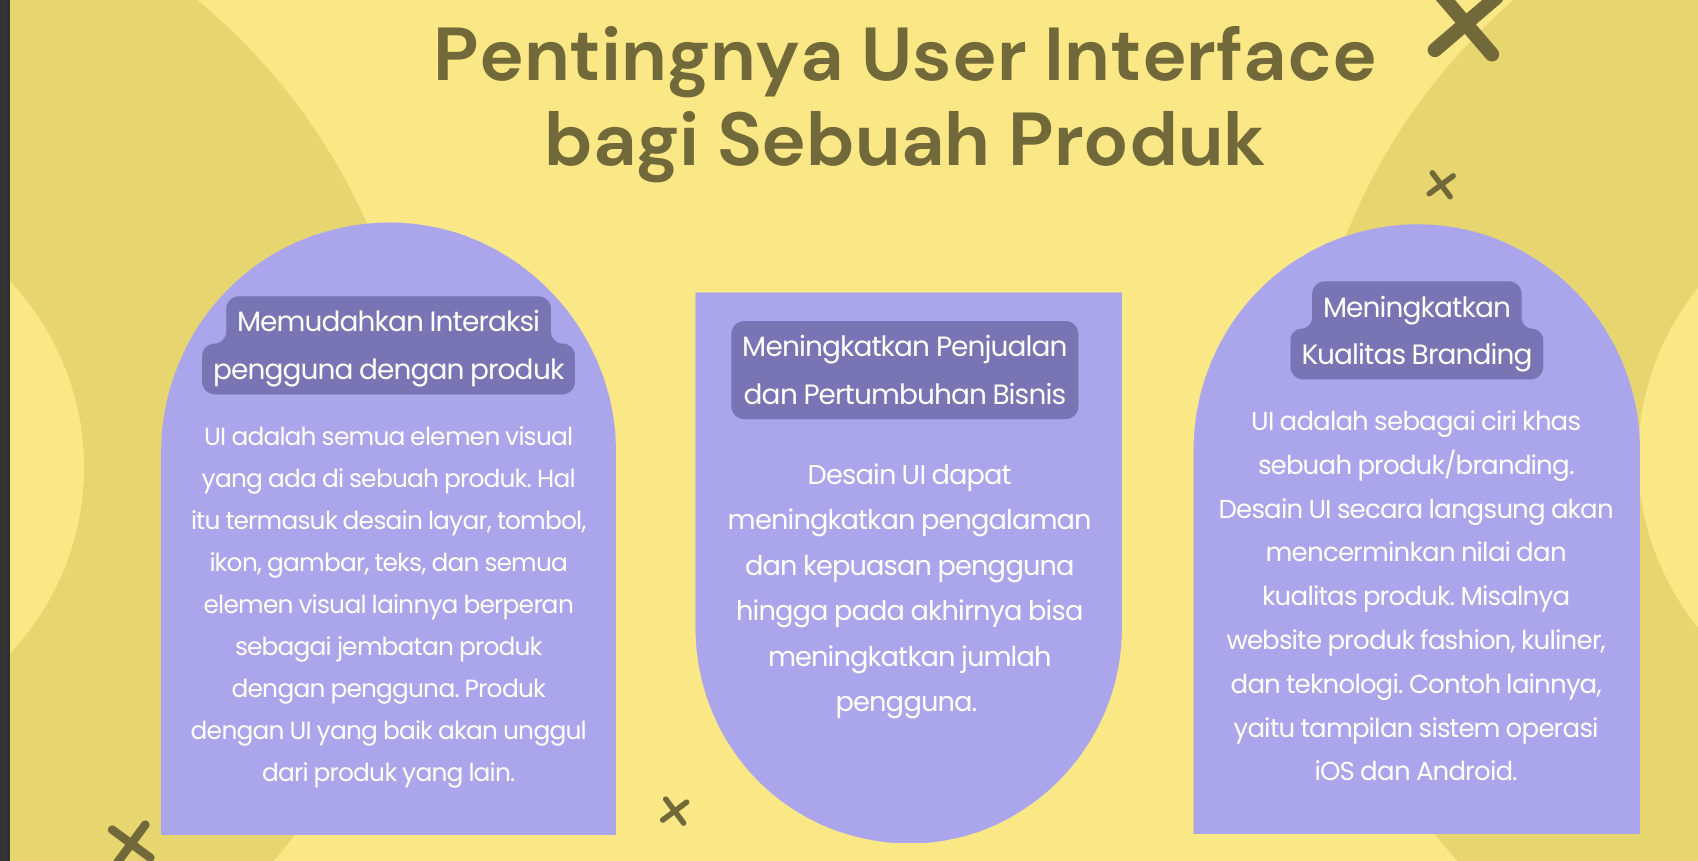 Pentingnya User Interface
bagi Sebuah Produk
Memudahkan Interaksi
pengguna dengan produk
UI adalah semua elemen visual
yang ada di sebuah produk. Hal
itu termasuk desain layar, tombol,
ikon, gambar, teks, dan semua
elemen visual lainnya berperan
sebagai jembatan produk
dengan pengguna. Produk
dengan UI yang baik akan unggul
dari produk yang lain.
Meningkatkan Penjualan
dan Pertumbuhan Bisnis
Desain UI dapat
meningkatkan pengalaman
dan kepuasan pengguna
hingga pada akhirnya bisa
meningkatkan jumlah
pengguna.
Meningkatkan
Kualitas Branding
UI adalah sebagai ciri khas
sebuah produk/branding.
Desain UI secara langsung akan
mencerminkan nilai dan
kualitas produk. Misalnya
website produk fashion, kuliner,
dan teknologi. Contoh lainnya,
yaitu tampilan sistem operasi
iOS dan Android.